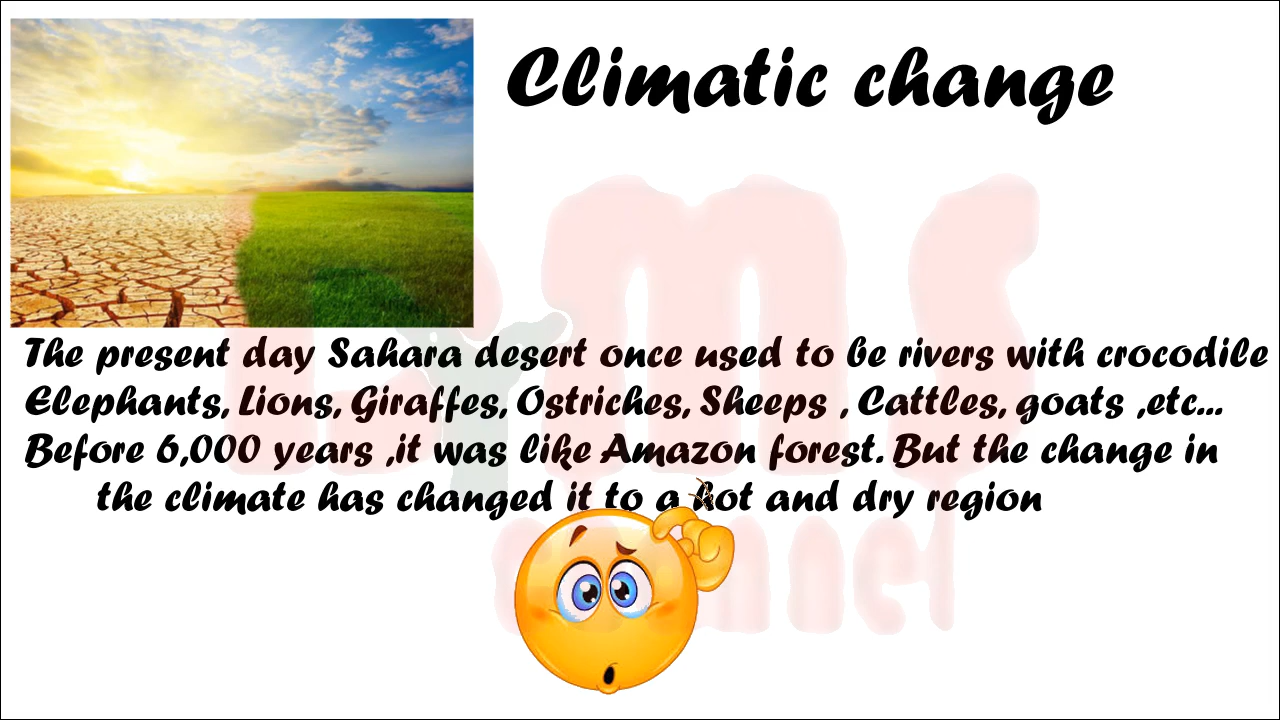 Climatic change
The present day Sahara desert once used to be rivers with crocodile
Elephants, Lions, Giraffes, Ostriches, Sheeps , Cattles, goats ,etc...
Before 6,000 years ,it was like Amazon forest. But the change in
the climate has changed it to a hot and dry region